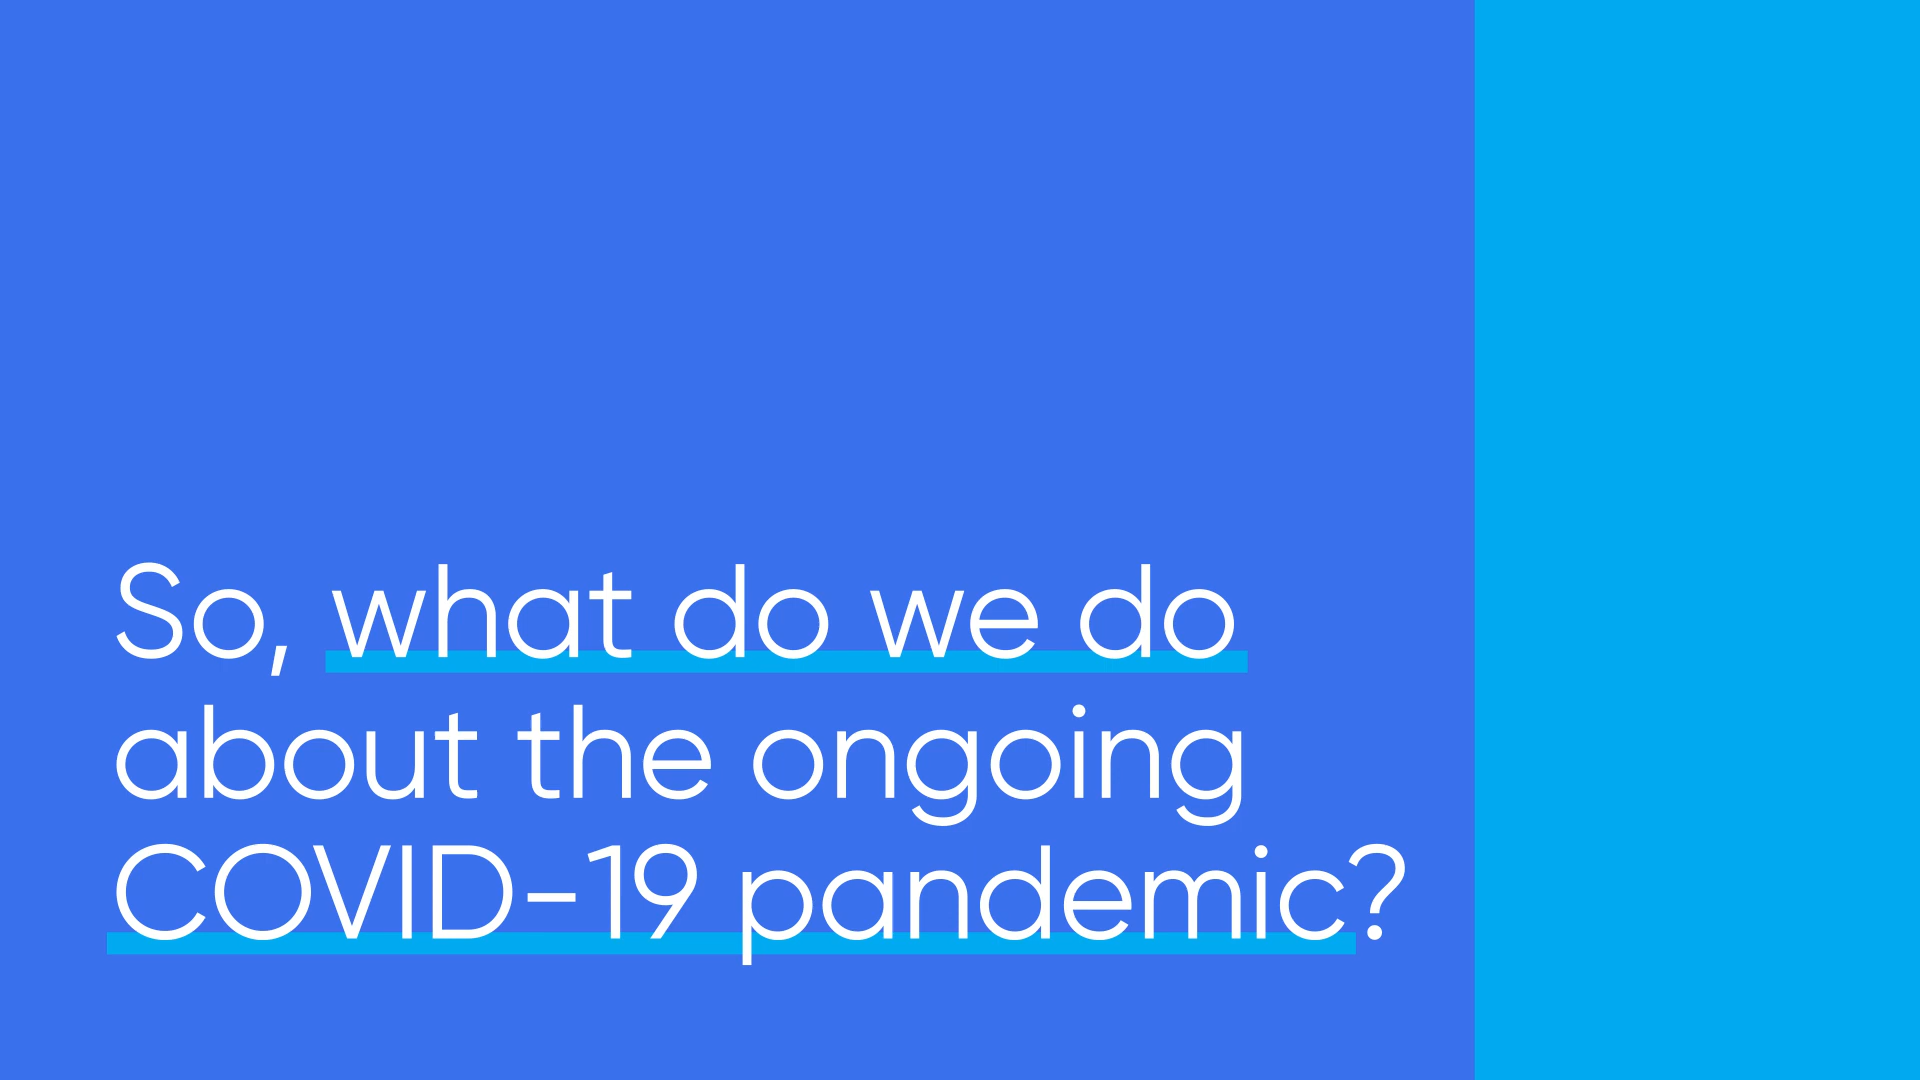 So, what do we do
about the ongoing
COVID-19 pandemic?